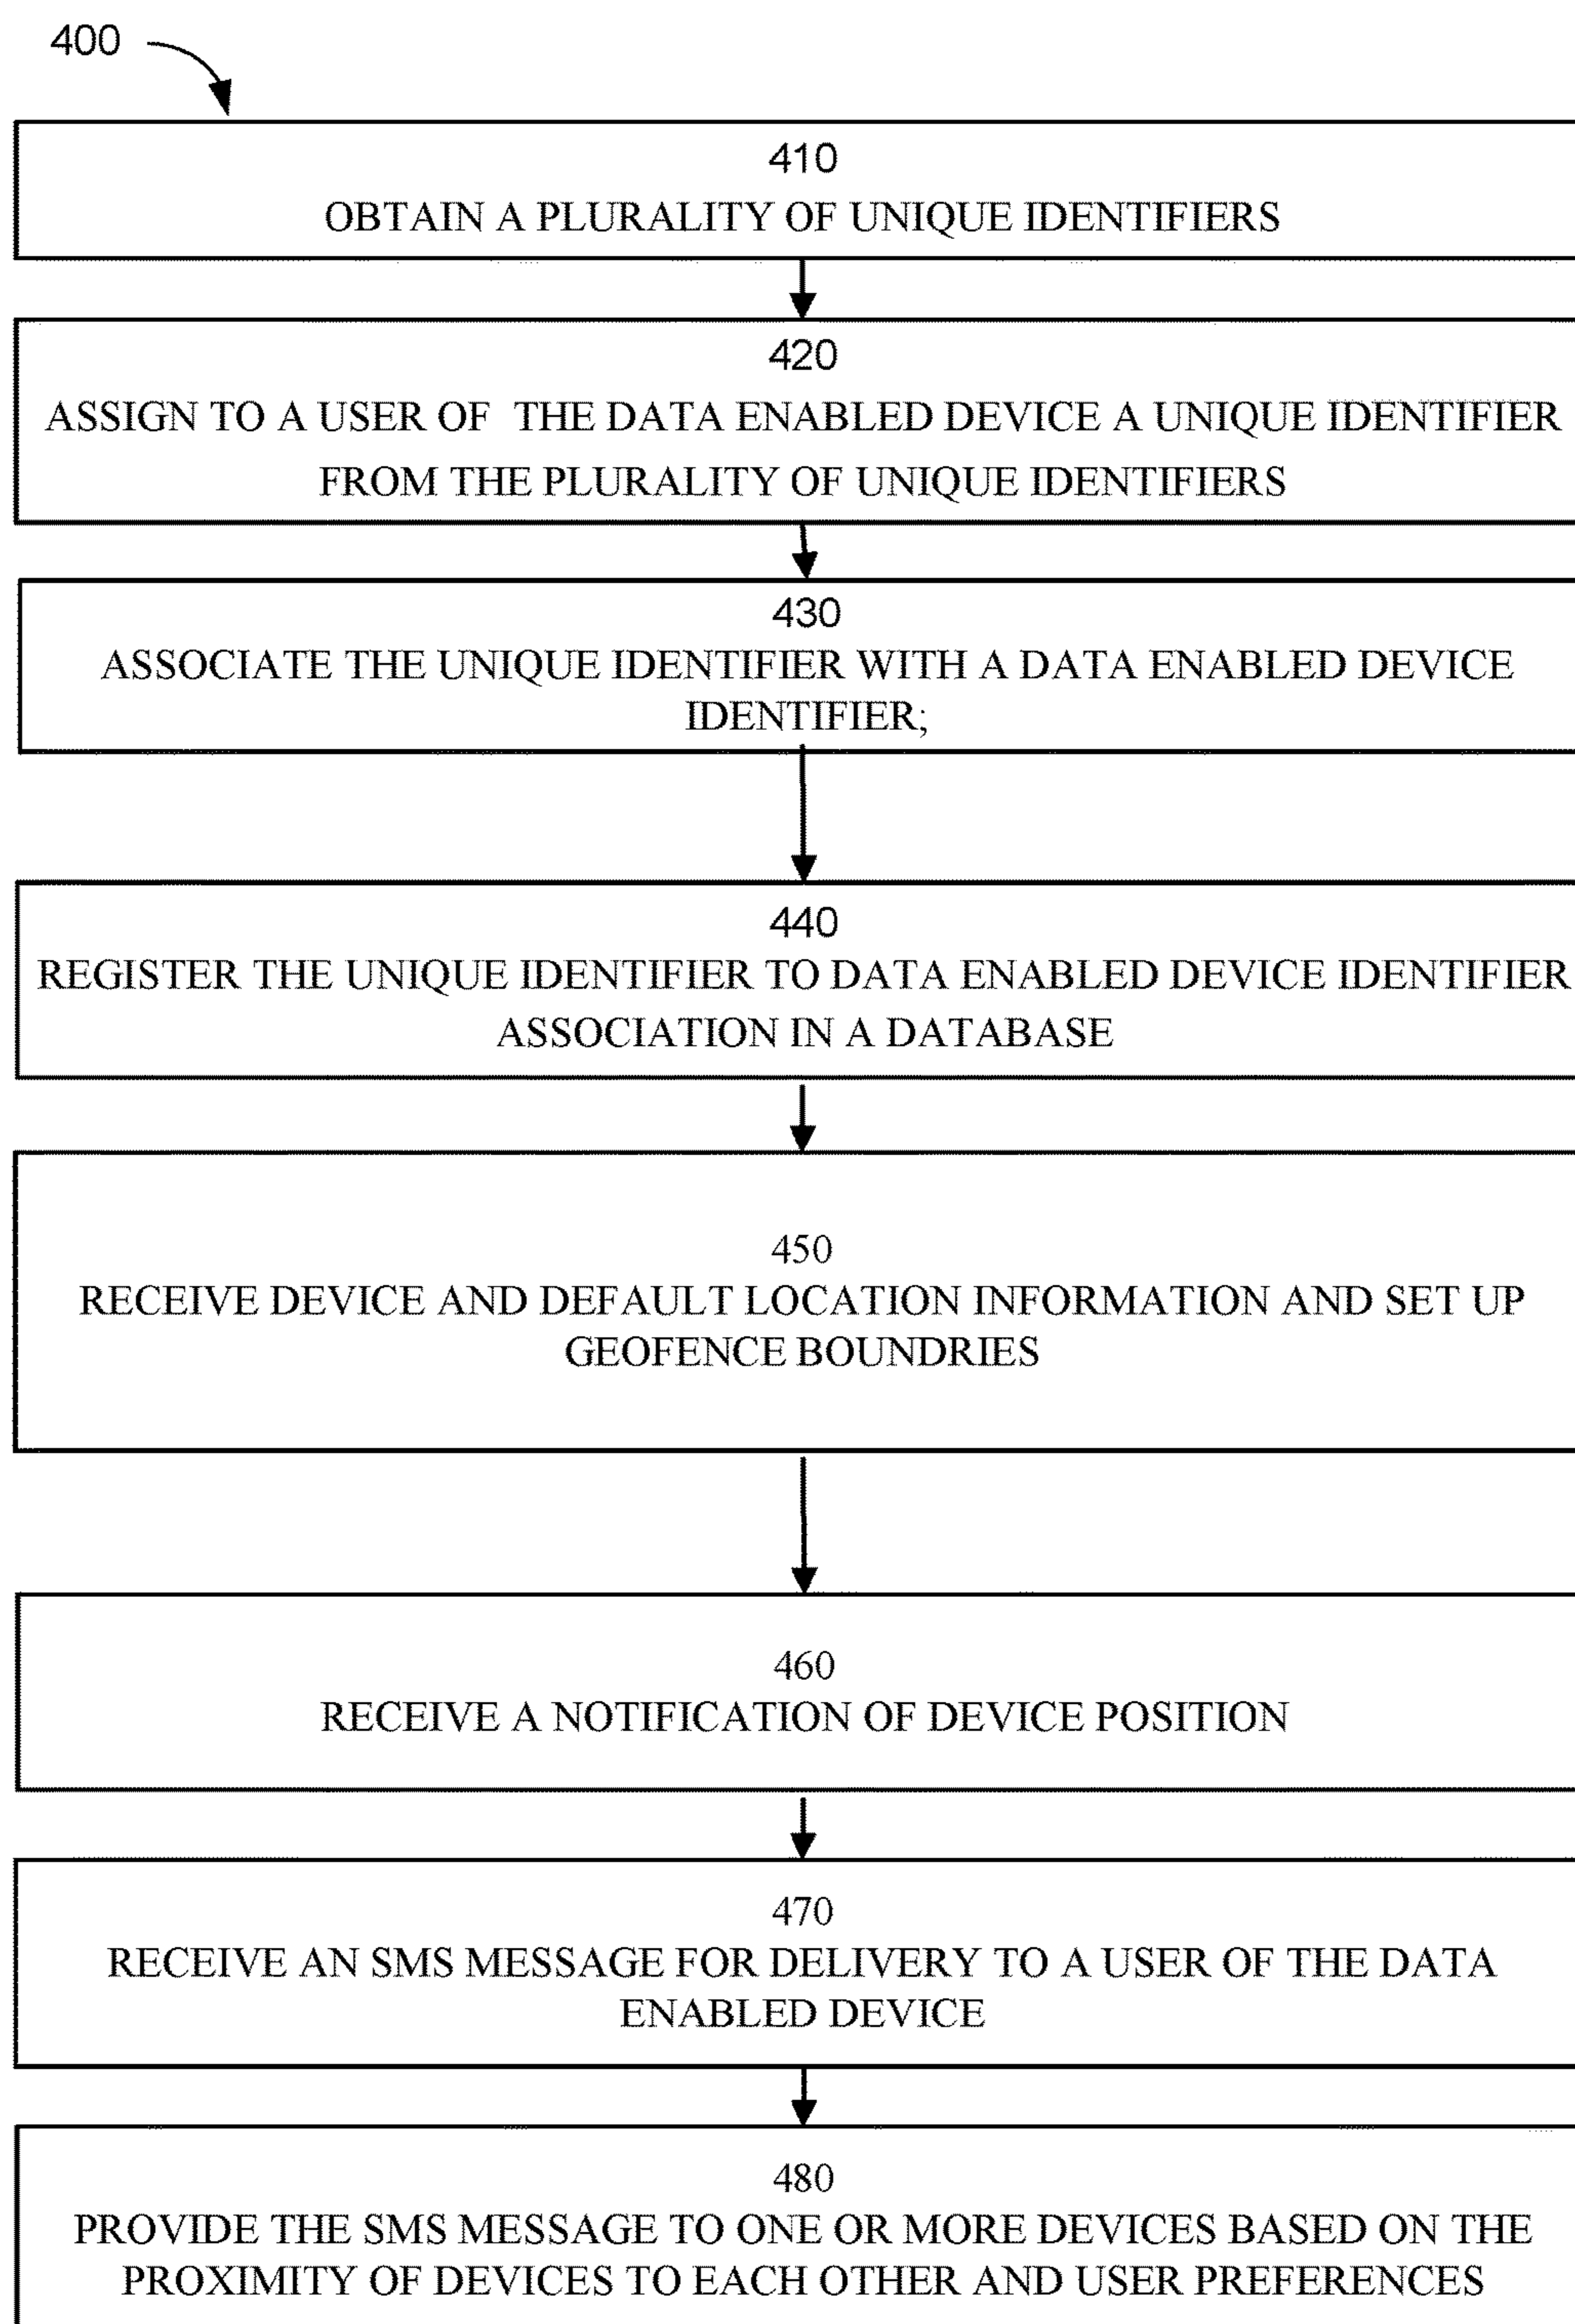 400
410
OBTAIN A PLURALITY OF UNIQUE IDENTIFIERS
420
ASSIGN TO A USER OF THE DATA ENABLED DEVICE A UNIQUE IDENTIFIER
FROM THE PLURALITY OF UNIQUE IDENTIFIERS
430
ASSOCIATE THE UNIQUE IDENTIFIER WITH A DATA ENABLED DEVICE
IDENTIFIER;
440
REGISTER THE UNIQUE IDENTIFIER TO DATA ENABLED DEVICE IDENTIFIER
ASSOCIATION IN A DATABASE
450
RECEIVE DEVICE AND DEFAULT LOCATION INFORMATION AND SET UP
GEOFENCE BOUNDRIES
460
RECEIVE A NOTIFICATION OF DEVICE POSITION
470
RECEIVE AN SMS MESSAGE FOR DELIVERY TO A USER OF THE DATA
ENABLED DEVICE
480
PROVIDE THE SMS MESSAGE TO ONE OR MORE DEVICES BASED ON THE
PROXIMITY OF DEVICES TO EACH OTHER AND USER PREFERENCES